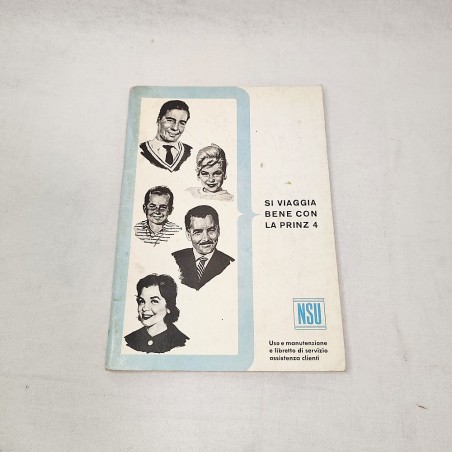 SI VIAGGIA
BENE CON
LA PRINZ 4
NSU
Uso e manutenzione
e libretto di servizio
assistenza clienti